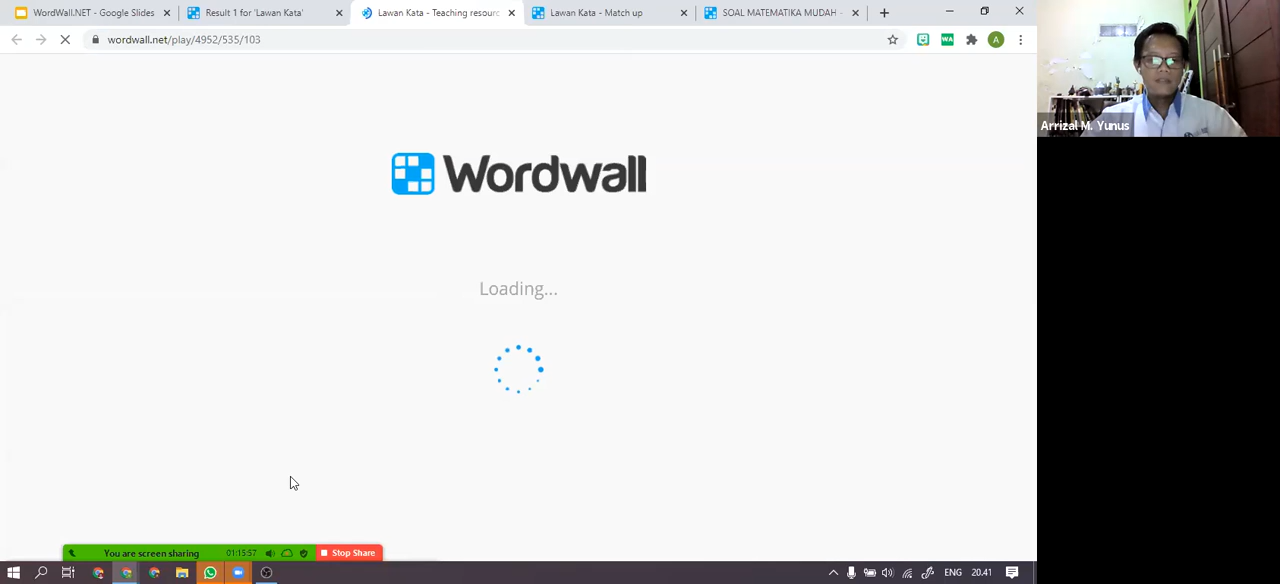 WordWall.NET - Google Slides
Result 1 for 'Lawan Kata'
Lawan Kata - Teaching resourc
Lawan Kata - Match up
SOAL MATEMATIKA MUDAH -
wordwall.net/play/4952/535/103
WA
A
Arrizal M. Yunus
Wordwall
Loading...
You are screen sharing
01:15:57
Stop Share
ENG
20.41